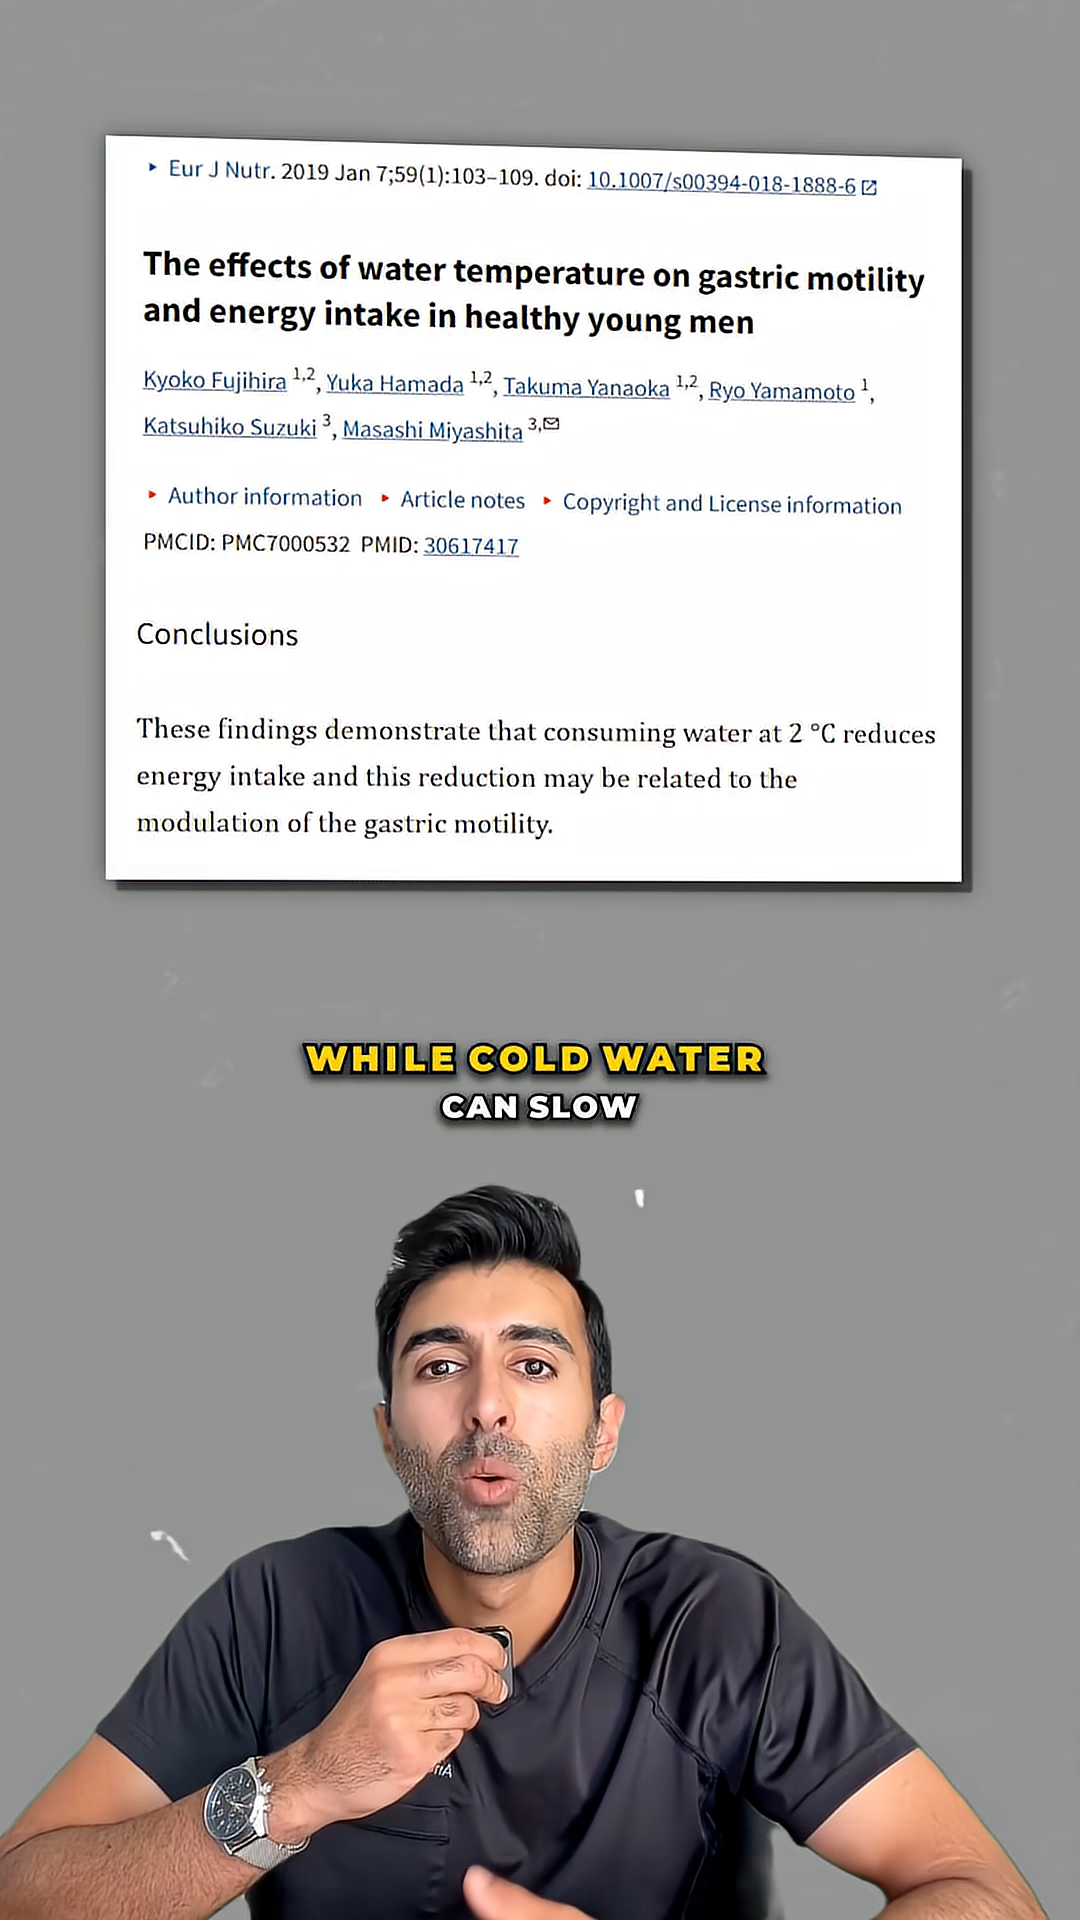 Eur J Nutr. 2019 Jan 7;59(1):103–109. doi: 10.1007/s00394-018-1888-6
The effects of water temperature on gastric motility
and energy intake in healthy young men
Kyoko Fujihira 1,2, Yuka Hamada 1,2, Takuma Yanaoka 1,2, Ryo Yamamoto 1,
Katsuhiko Suzuki 3, Masashi Miyashita 3,
Author information Article notes Copyright and License information
PMCID: PMC7000532 PMID: 30617417
Conclusions
These findings demonstrate that consuming water at 2 °C reduces
energy intake and this reduction may be related to the
modulation of the gastric motility.
WHILE COLD WATER
CAN SLOW